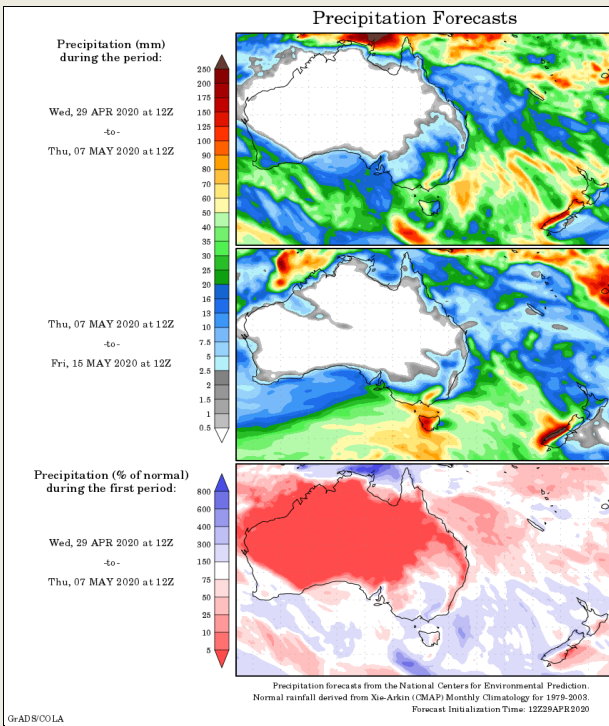 Precipitation Forecasts
Precipitation (mm)
during the period:
Wed, 29 APR 2020 at 12Z
-to-
Thu, 07 MAY 2020 at 12Z
250
200
175
150
125
100
90
80
70
60
50
40
35
30
25
20
16
13
10
7.5
5
2.5
2
1.5
1
0.5
Thu, 07 MAY 2020 at 12Z
-to-
Fri, 15 MAY 2020 at 12Z
Precipitation (% of normal)
during the first period:
Wed, 29 APR 2020 at 12Z
-to-
Thu, 07 MAY 2020 at 12Z
800
600
400
300
150
75
50
25
10
5
Precipitation forecasts from the National Centers for Environmental Prediction.
Normal rainfall derived from Xie-Arkin (CMAP) Monthly Climatology for 1979-2003.
Forecast Initialization Time: 12Z29APR2020
GrADS/COLA